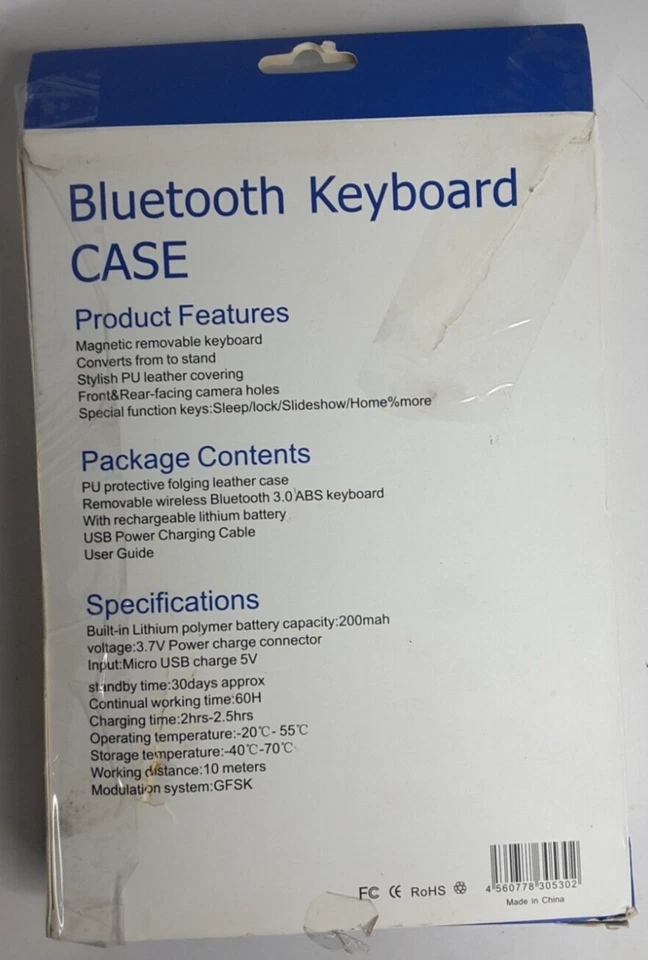 Bluetooth Keyboard
CASE
Product Features
Magnetic removable keyboard
Converts from to stand
Stylish PU leather covering
Front&Rear-facing camera holes
Special function keys:Sleep/lock/Slideshow/Home%more
Package Contents
PU protective folging leather case
Removable wireless Bluetooth 3.0 ABS keyboard
With rechargeable lithium battery
USB Power Charging Cable
User Guide
Specifications
Built-in Lithium polymer battery capacity:200mah
voltage:3.7V Power charge connector
Input:Micro USB charge 5V
standby time:30days approx
Continual working time:60H
Charging time:2hrs-2.5hrs
Operating temperature:-20℃- 55℃
Storage temperature:-40℃-70℃
Working distance:10 meters
Modulation system:GFSK
FC CE RoHS
4 560778 305302
Made in China